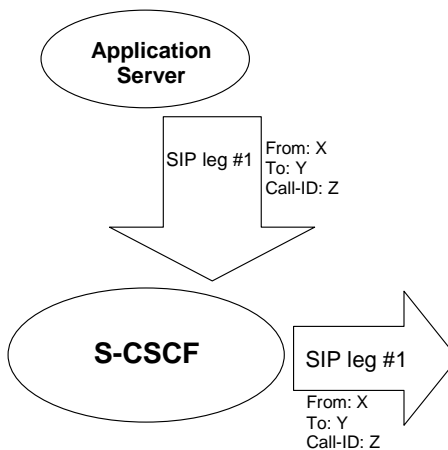 Application
Server
SIP leg #1
From: X
To: Y
Call-ID: Z
S-CSCF
SIP leg #1
From: X
To: Y
Call-ID: Z